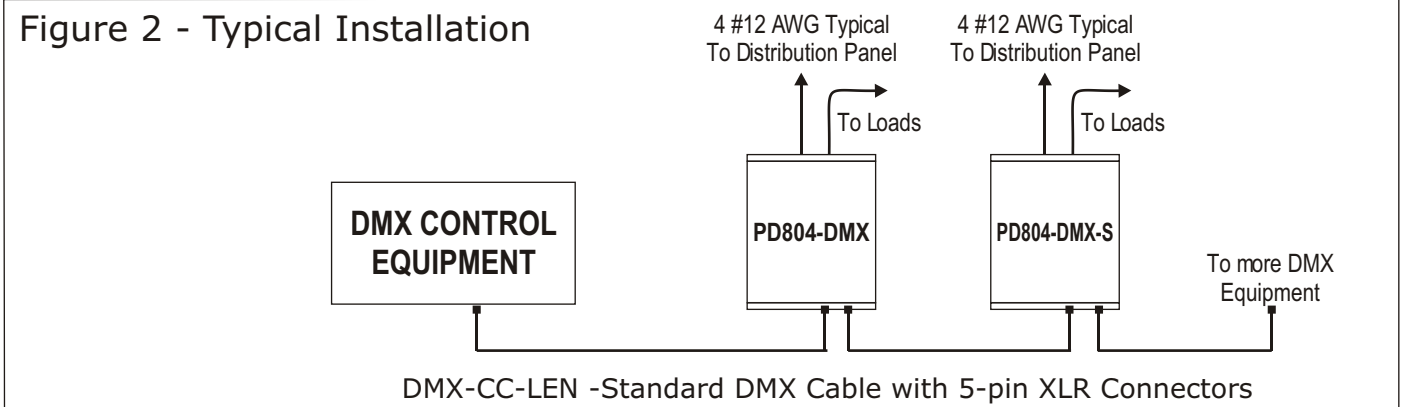 Figure 2 - Typical Installation
4 #12 AWG Typical
To Distribution Panel
4 #12 AWG Typical
To Distribution Panel
To Loads
To Loads
DMX CONTROL
EQUIPMENT
PD804-DMX
PD804-DMX-S
To more DMX
Equipment
DMX-CC-LEN -Standard DMX Cable with 5-pin XLR Connectors